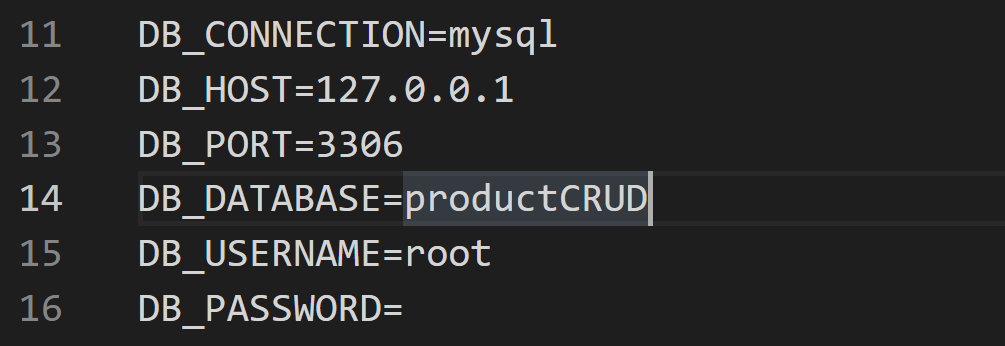 11 DB_CONNECTION=mysql
12 DB_HOST=127.0.0.1
13 DB_PORT=3306
14 DB_DATABASE=productCRUD
15 DB_USERNAME=root
16 DB_PASSWORD=